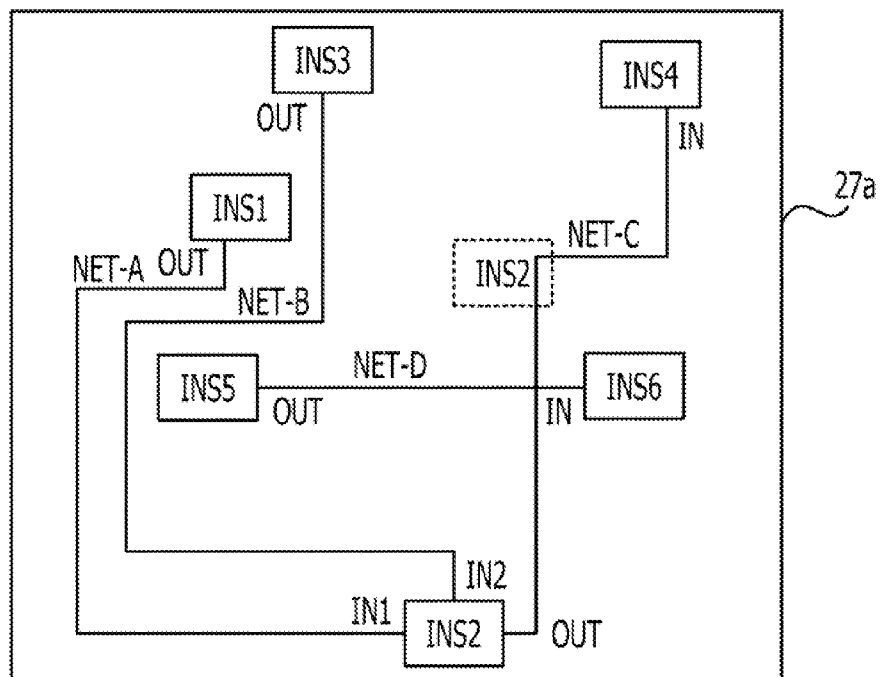 INS3
INS4
OUT
IN
INS1
27a
OUT
NET-C
NET-A
INS2
NET-B
NET-D
INS5
INS6
OUT
IN
IN2
IN1
INS2
OUT